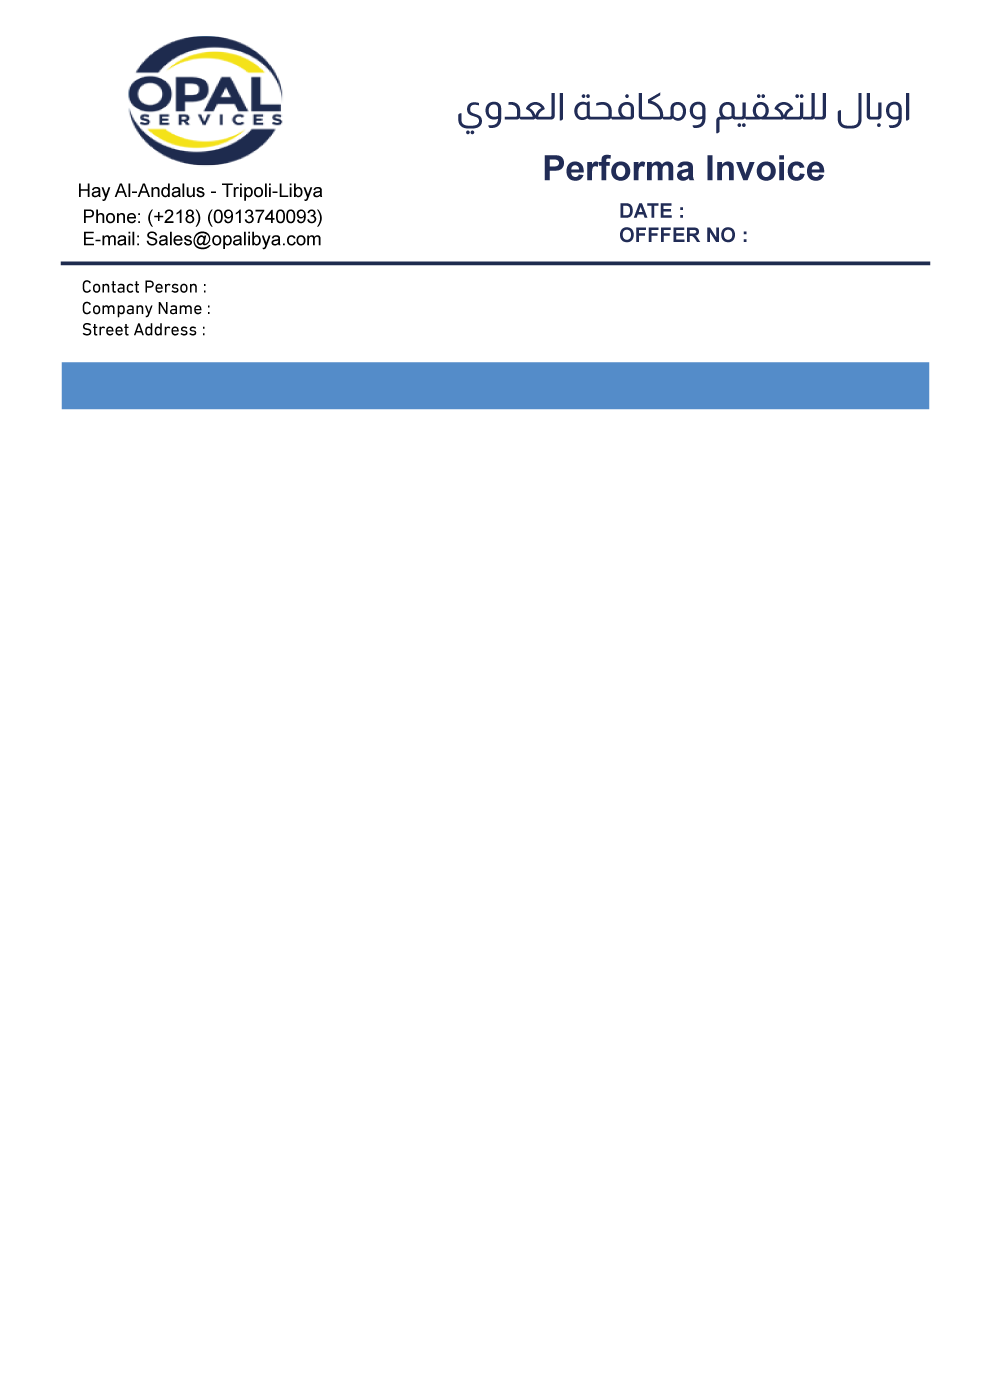 OPAL
SERVICES
Hay Al-Andalus - Tripoli-Libya
Phone: (+218) (0913740093)
E-mail: Sales@opalibya.com
اوبال للتعقيم ومكافحة العدوي
Performa Invoice
DATE :
OFFFER NO :
Contact Person :
Company Name :
Street Address :